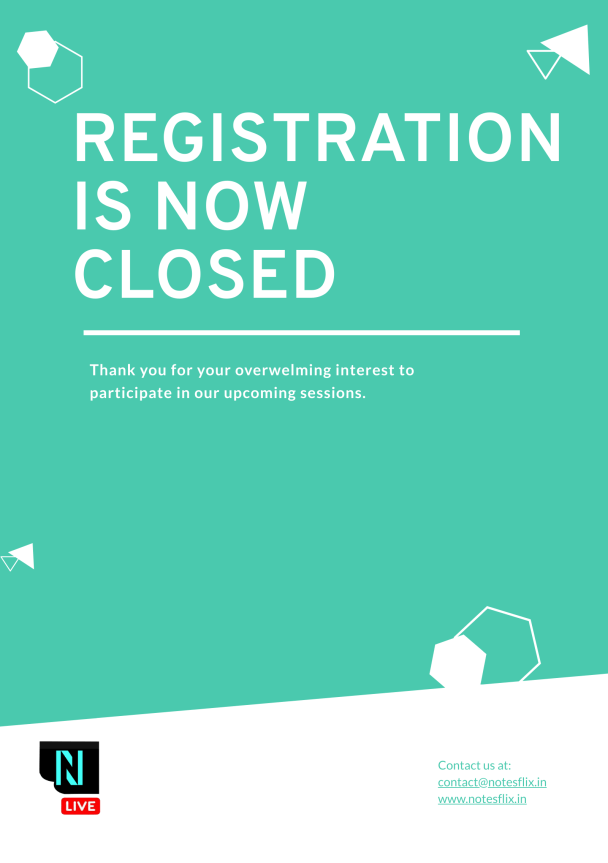 REGISTRATION
IS NOW
CLOSED
Thank you for your overwelming interest to
participate in our upcoming sessions.
N
LIVE
Contact us at:
contact@notesflix.in
www.notesflix.in